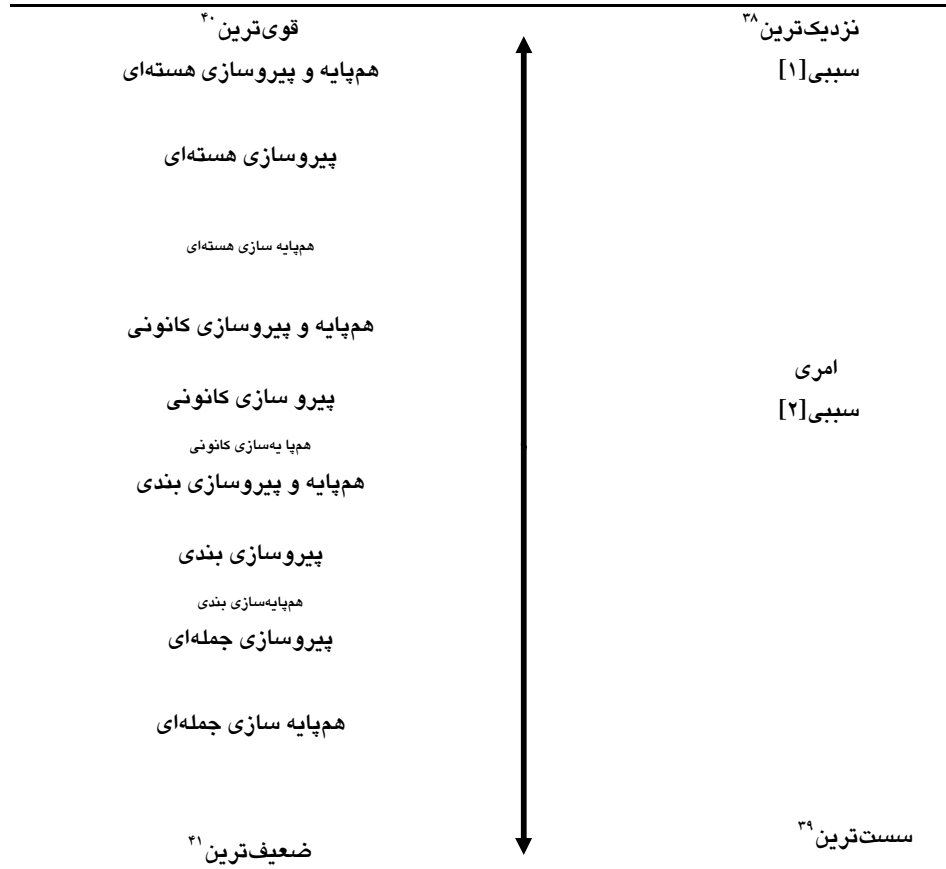 نزدیک‌ترین۳۸ قوی‌ترین۴۰
سببی[۱] هم‌پایه و پیروسازی هسته‌ای
پیروسازی هسته‌ای
هم‌پایه سازی هسته‌ای
هم‌پایه و پیروسازی کانونی
امری
پیرو سازی کانونی
سببی[۲]
هم‌پا یه‌سازی کانونی
هم‌پایه و پیروسازی بندی
پیروسازی بندی
هم‌پایه‌سازی بندی
پیروسازی جمله‌ای
هم‌پایه سازی جمله‌ای
سست‌ترین۳۹ ضعیف‌ترین۴۱